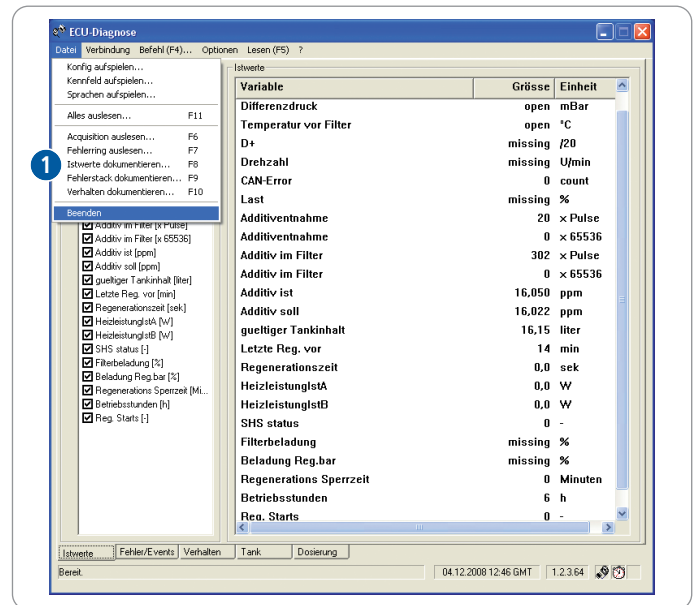 ECU-Diagnose
Datei Verbindung Befehl (F4)... Optionen Lesen (F5) ?
Konfig aufspielen...
Kennfeld aufspielen...
Sprachen aufspielen...
Alles auslesen... F11
Acquisition auslesen... F6
Fehlerring auslesen... F7
1
Istwerte dokumentieren... F8
Fehlerstack dokumentieren... F9
Verhalten dokumentieren... F10
Beenden
Additiv im Filter [x Pulse]
Additiv im Filter [x 65536]
Additiv ist [ppm]
Additiv soll [ppm]
gueltiger Tankinhalt [liter]
Letzte Reg. vor [min]
Regenerationszeit [sek]
HeizleistungIstA [W]
HeizleistungIstB [W]
SHS status [-]
Filterbeladung [%]
Beladung Reg.bar [%]
Regenerations Sperrzeit [Mi...
Betriebsstunden [h]
Reg. Starts [-]
Istwerte
Variable Grösse Einheit
Differenzdruck open mBar
Temperatur vor Filter open °C
D+ missing /20
Drehzahl missing U/min
CAN-Error 0 count
Last missing %
Additiventnahme 20 x Pulse
Additiventnahme 0 x 65536
Additiv im Filter 302 x Pulse
Additiv im Filter 0 x 65536
Additiv ist 16,050 ppm
Additiv soll 16,022 ppm
gueltiger Tankinhalt 16,15 liter
Letzte Reg. vor 14 min
Regenerationszeit 0,0 sek
HeizleistungIstA 0,0 W
HeizleistungIstB 0,0 W
SHS status 0 -
Filterbeladung missing %
Beladung Reg.bar missing %
Regenerations Sperrzeit 0 Minuten
Betriebsstunden 6 h
Reg. Starts 0 -
Istwerte Fehler/Events Verhalten Tank Dosierung
Bereit. 04.12.2008 12:46 GMT 1.2.3.64